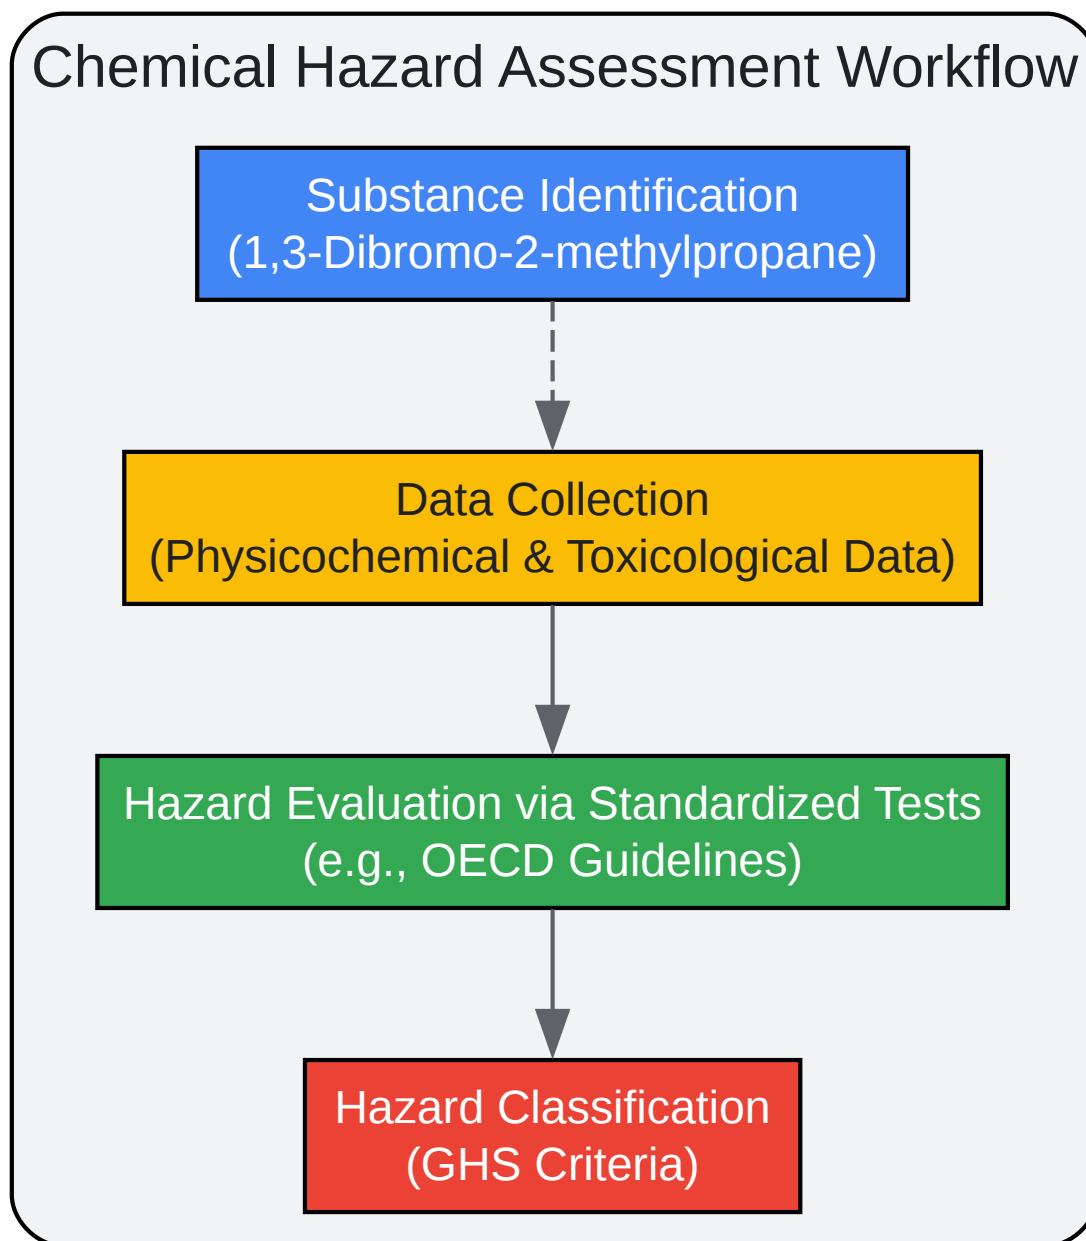 Chemical Hazard Assessment Workflow
Substance Identification
(1,3-Dibromo-2-methylpropane)
Data Collection
(Physicochemical & Toxicological Data)
Hazard Evaluation via Standardized Tests
(e.g., OECD Guidelines)
Hazard Classification
(GHS Criteria)